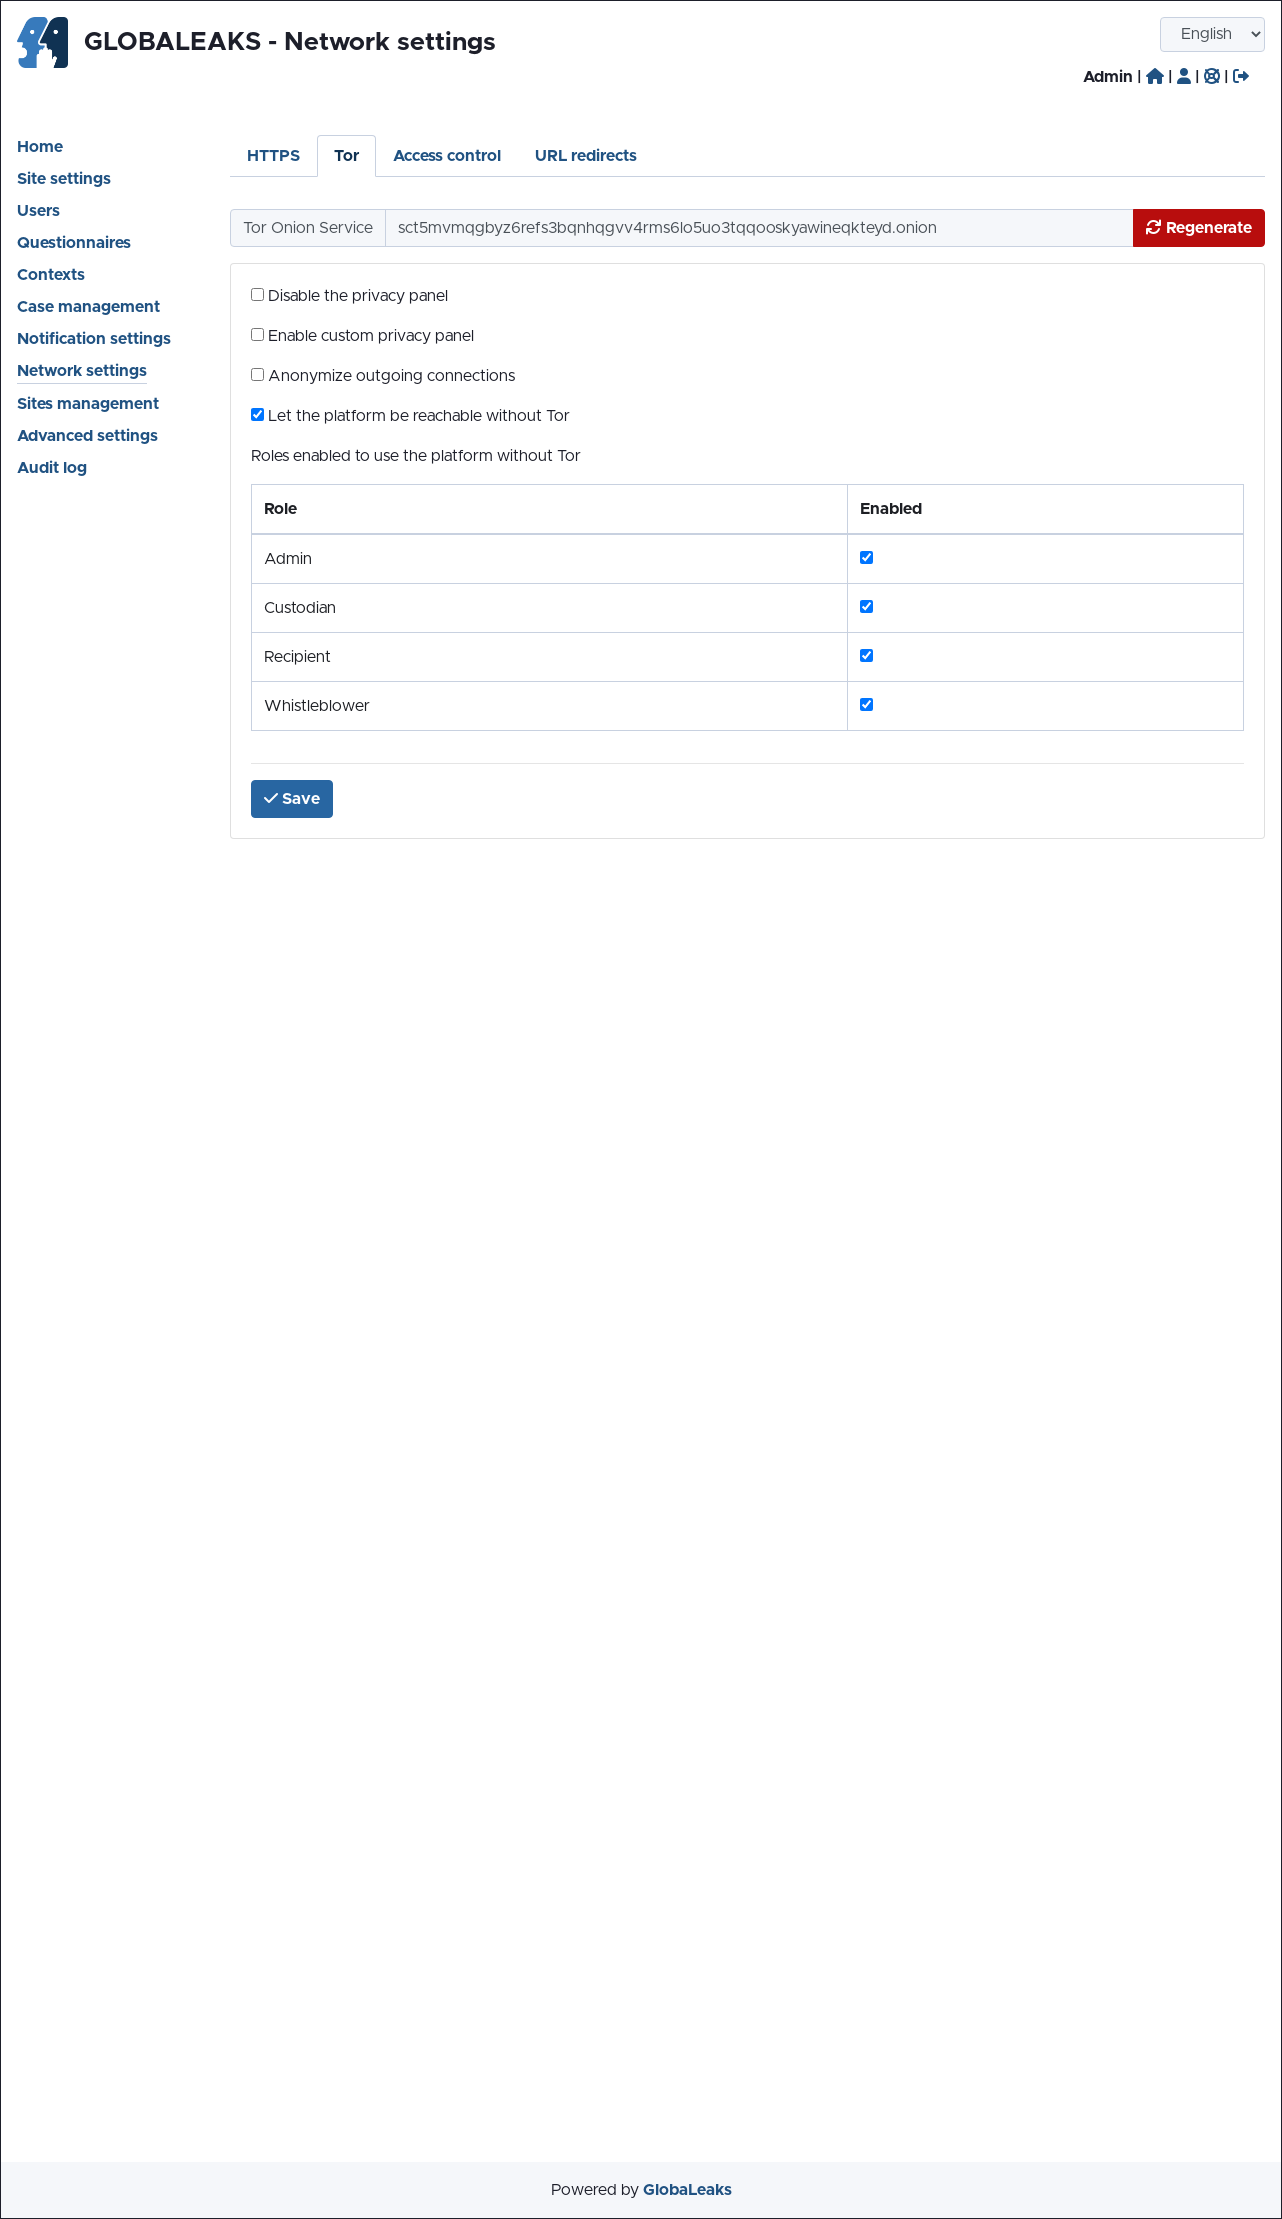 GLOBALEAKS - Network settings
English
Admin | | | |
Home
Site settings
Users
Questionnaires
Contexts
Case management
Notification settings
Network settings
Sites management
Advanced settings
Audit log
HTTPS Tor Access control URL redirects
Tor Onion Service sct5mvmqgbyz6refs3bqnhqgvv4rms6lo5uo3tqqooskyawineqkteyd.onion Regenerate
Disable the privacy panel
Enable custom privacy panel
Anonymize outgoing connections
Let the platform be reachable without Tor
Roles enabled to use the platform without Tor
Role Enabled
Admin
Custodian
Recipient
Whistleblower
Save
Powered by GlobaLeaks